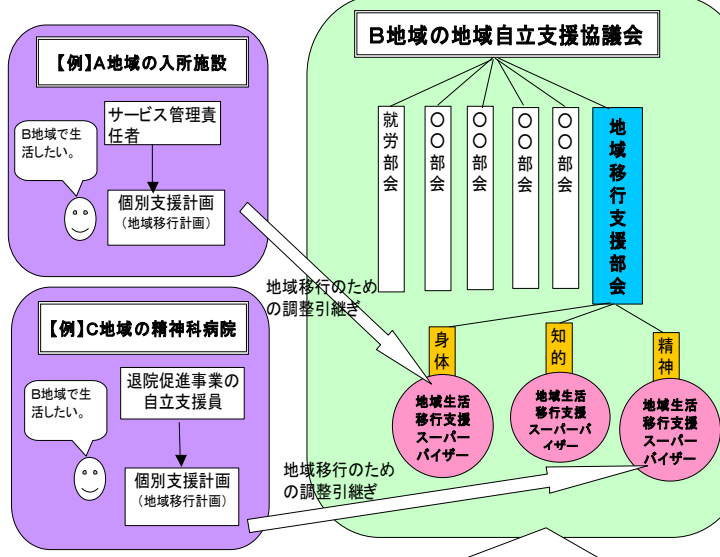 【例】A地域の入所施設
サービス管理責
任者
B地域で生
活したい。
個別支援計画
（地域移行計画）
【例】C地域の精神科病院
退院促進事業の
自立支援員
B地域で生
活したい。
個別支援計画
（地域移行計画）
地域移行のため
の調整引継ぎ
地域移行のため
の調整引継ぎ
B地域の地域自立支援協議会
就労部会
〇〇部会
〇〇部会
〇〇部会
〇〇部会
地域移行支援部会
身体
知的
精神
地域生活
移行支援
スーパー
バイザー
地域生活
移行支援
スーパーバ
イザー
地域生活
移行支援
スーパー
バイザー